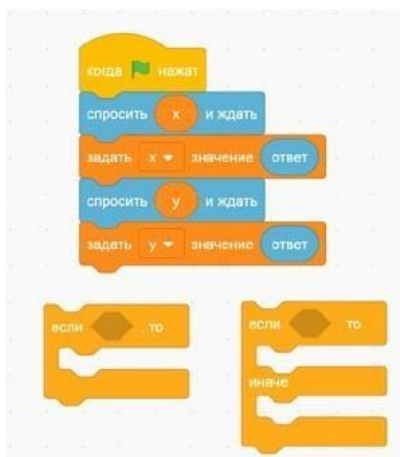 когда нажат
спросить x и ждать
задать x значение ответ
спросить y и ждать
задать y значение ответ
если , то
если то
иначе